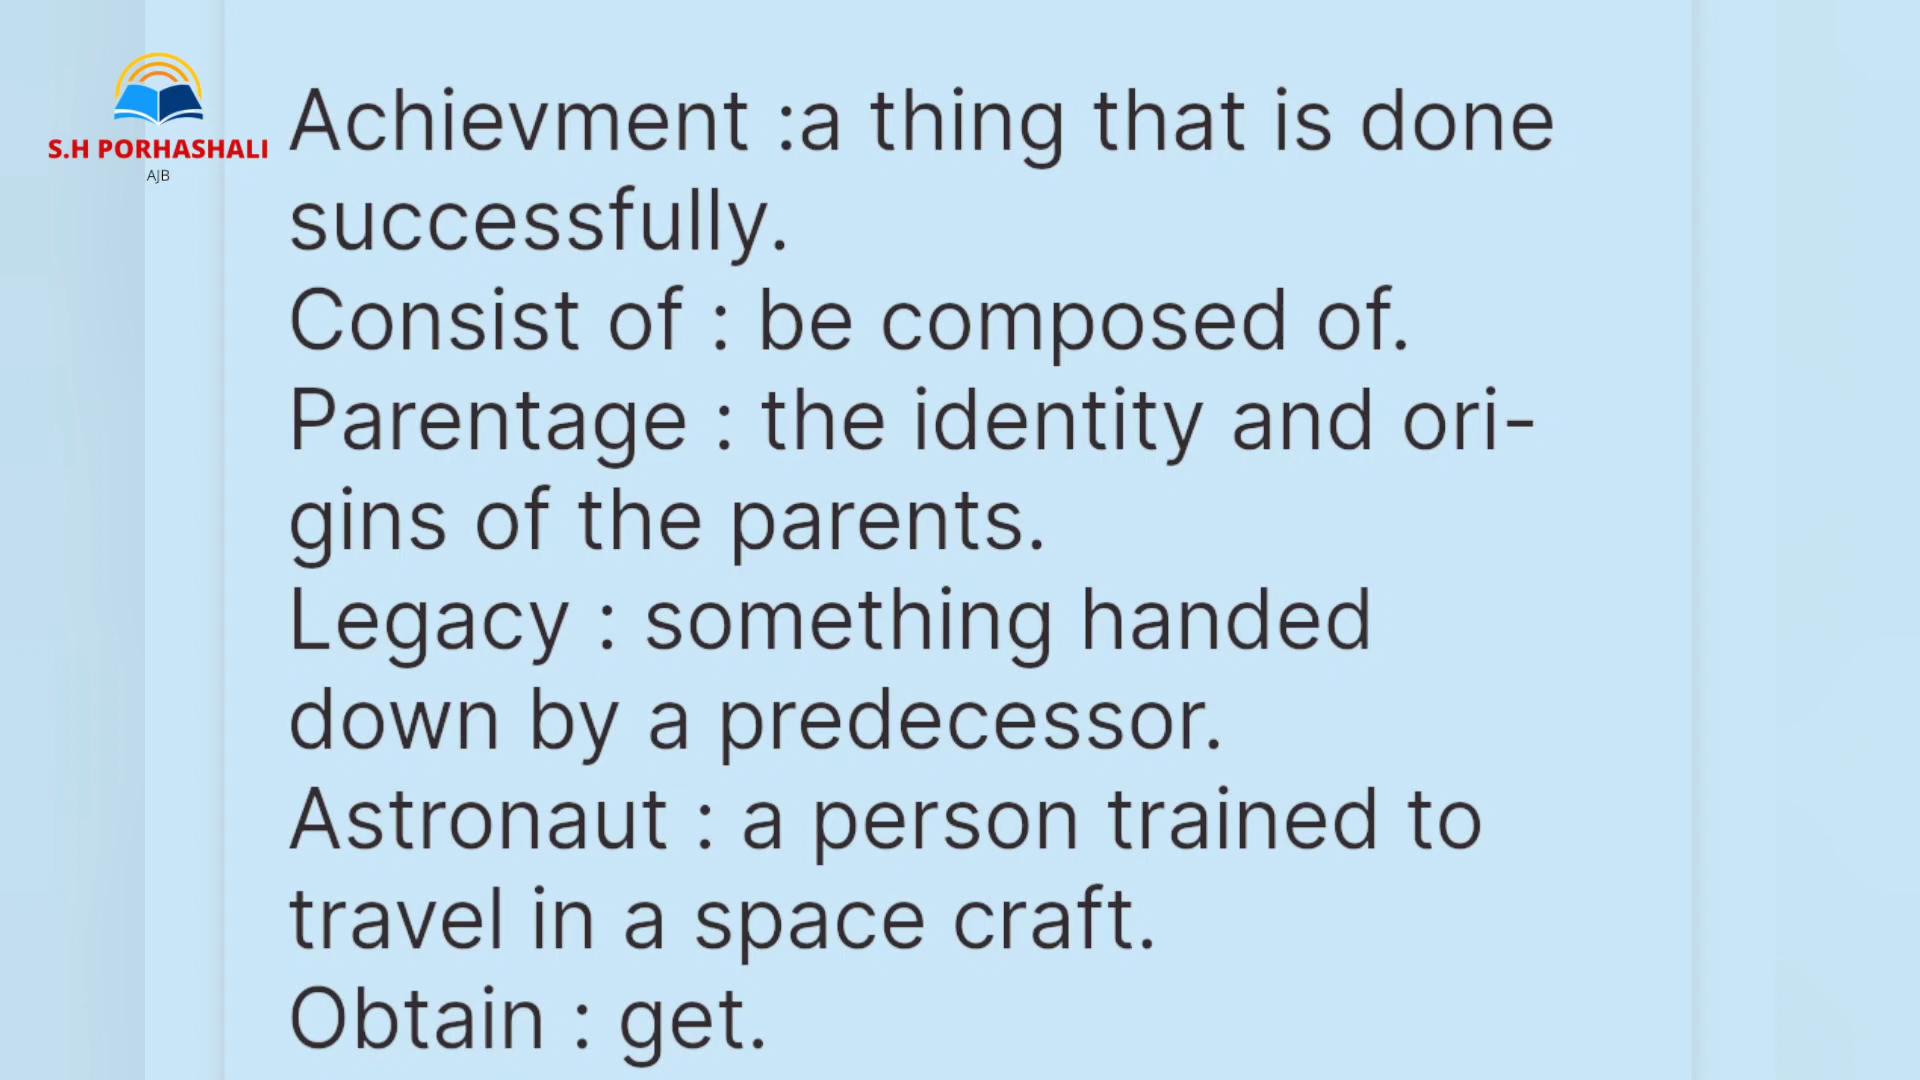 S.H PORHASHALI
AJB
Achievment :a thing that is done
successfully.
Consist of : be composed of.
Parentage : the identity and ori-
gins of the parents.
Legacy : something handed
down by a predecessor.
Astronaut : a person trained to
travel in a space craft.
Obtain : get.